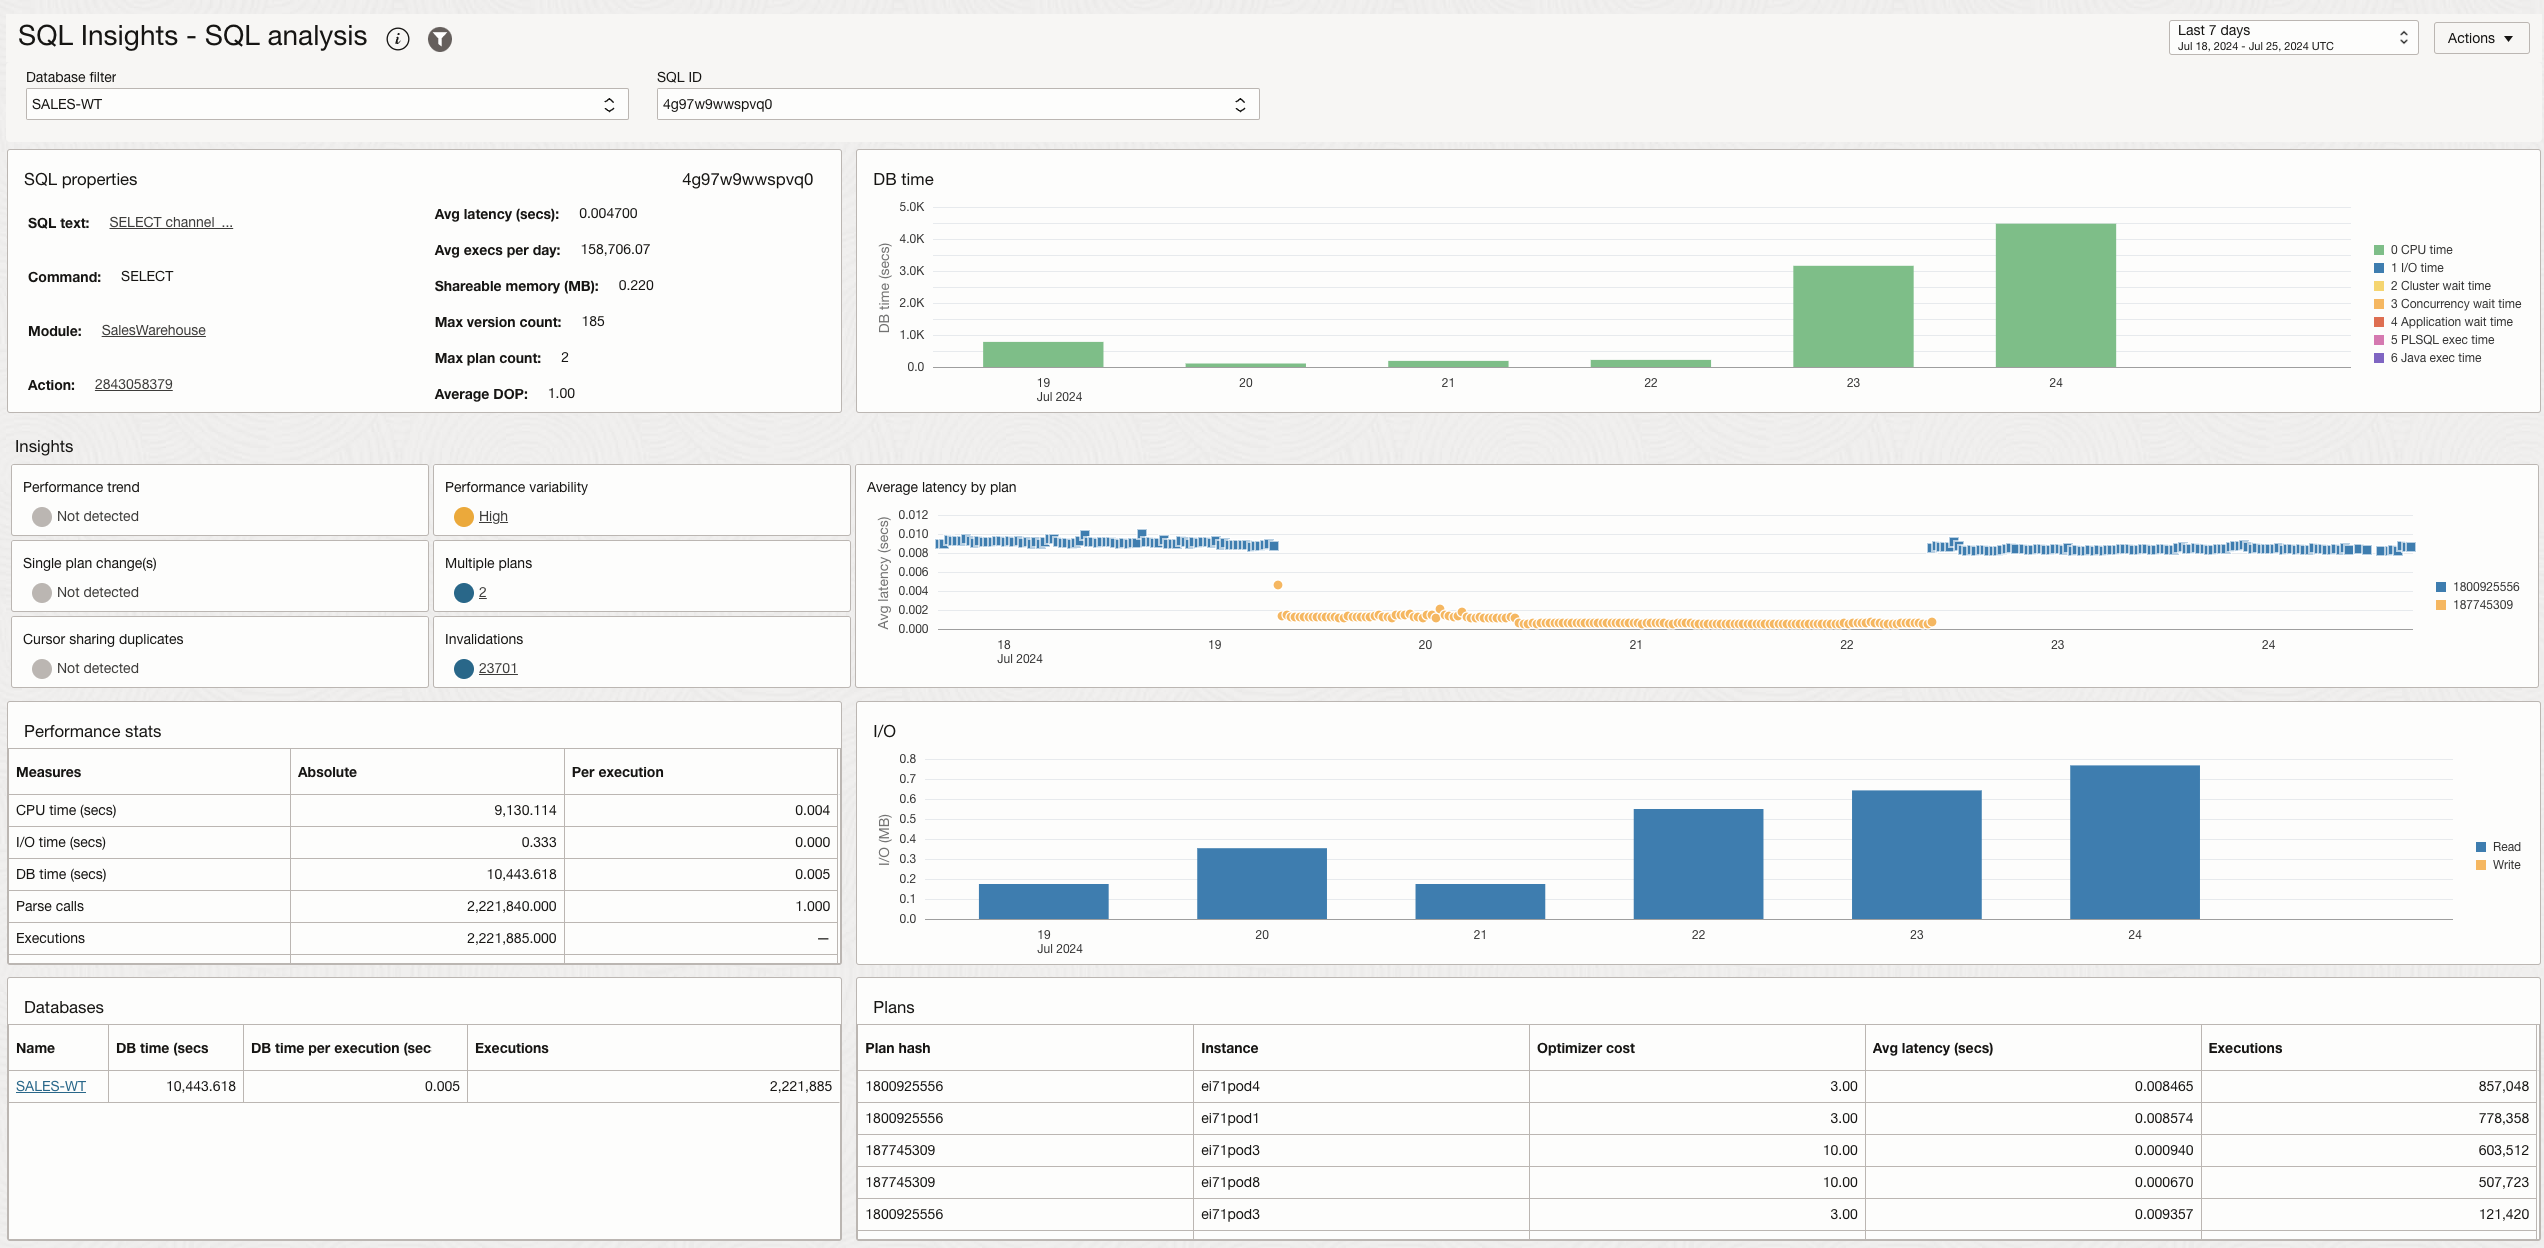 SQL Insights - SQL analysis
Last 7 days
Jul 18, 2024 - Jul 25, 2024 UTC
Actions
Database filter
SALES-WT
SQL ID
4g97w9wwspvq0
SQL properties
4g97w9wwspvq0
SQL text: SELECT channel_...
Command: SELECT
Module: SalesWarehouse
Action: 2843058379
Avg latency (secs): 0.004700
Avg execs per day: 158,706.07
Shareable memory (MB): 0.220
Max version count: 185
Max plan count: 2
Average DOP: 1.00
DB time
DB time (secs)
5.0K
4.0K
3.0K
2.0K
1.0K
0.0
19 20 21 22 23 24
Jul 2024
0 CPU time
1 I/O time
2 Cluster wait time
3 Concurrency wait time
4 Application wait time
5 PLSQL exec time
6 Java exec time
Insights
Performance trend
Not detected
Performance variability
High
Single plan change(s)
Not detected
Multiple plans
2
Cursor sharing duplicates
Not detected
Invalidations
23701
Average latency by plan
Avg latency (secs)
0.012
0.010
0.008
0.006
0.004
0.002
0.000
18 19 20 21 22 23 24
Jul 2024
1800925556
187745309
Performance stats
Measures Absolute Per execution
CPU time (secs) 9,130.114 0.004
I/O time (secs) 0.333 0.000
DB time (secs) 10,443.618 0.005
Parse calls 2,221,840.000 1.000
Executions 2,221,885.000 —
I/O
I/O (MB)
0.8
0.7
0.6
0.5
0.4
0.3
0.2
0.1
0.0
19 20 21 22 23 24
Jul 2024
Read
Write
Databases
Name DB time (secs DB time per execution (sec Executions
SALES-WT 10,443.618 0.005 2,221,885
Plans
Plan hash Instance Optimizer cost Avg latency (secs) Executions
1800925556 ei71pod4 3.00 0.008465 857,048
1800925556 ei71pod1 3.00 0.008574 778,358
187745309 ei71pod3 10.00 0.000940 603,512
187745309 ei71pod8 10.00 0.000670 507,723
1800925556 ei71pod3 3.00 0.009357 121,420